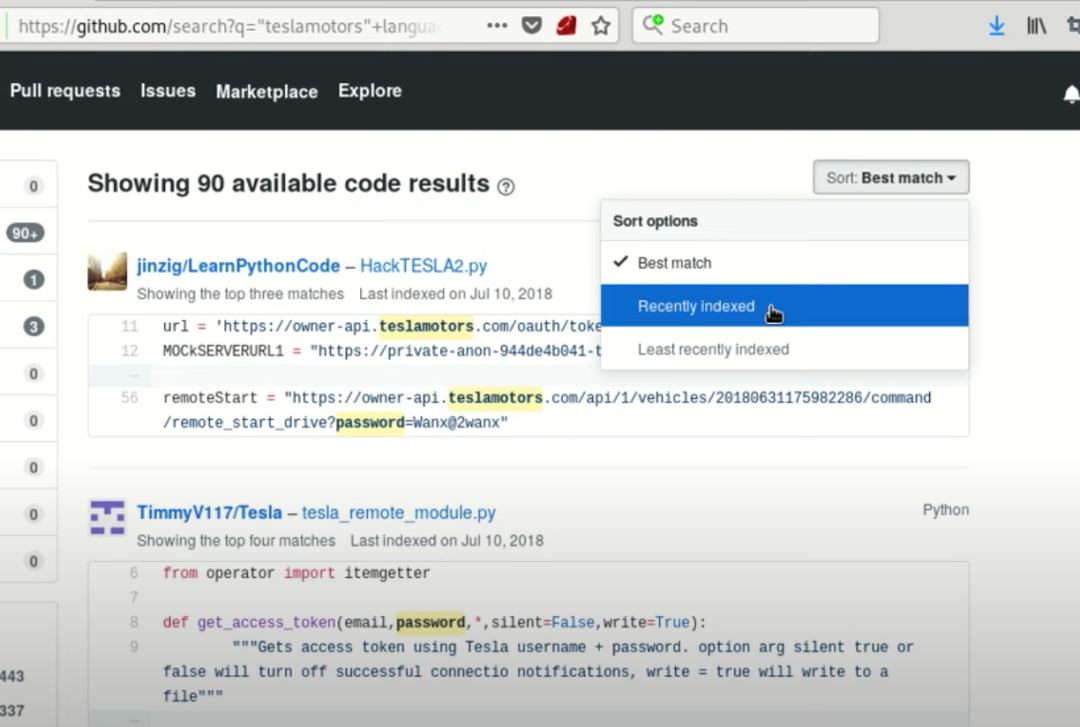 https://github.com/search?q="teslamotors"+langua
Search
Pull requests Issues Marketplace Explore
0
90+
1
3
0
0
0
0
0
443
337
Showing 90 available code results ?
Sort: Best match
Sort options
Best match
Recently indexed
Least recently indexed
jinzig/LearnPythonCode – HackTESLA2.py
Showing the top three matches Last indexed on Jul 10, 2018
11 url = 'https://owner-api.teslamotors.com/oauth/toke
12 MOCkSERVERURL1 = "https://private-anon-944de4b041-t
…
56 remoteStart = "https://owner-api.teslamotors.com/api/1/vehicles/20180631175982286/command
/remote_start_drive?password=Wanx@2wanx"
TimmyV117/Tesla – tesla_remote_module.py
Python
Showing the top four matches Last indexed on Jul 10, 2018
6 from operator import itemgetter
7
8 def get_access_token(email,password,*,silent=False,write=True):
9 """Gets access token using Tesla username + password. option arg silent true or
false will turn off successful connectio notifications, write = true will write to a
file"""